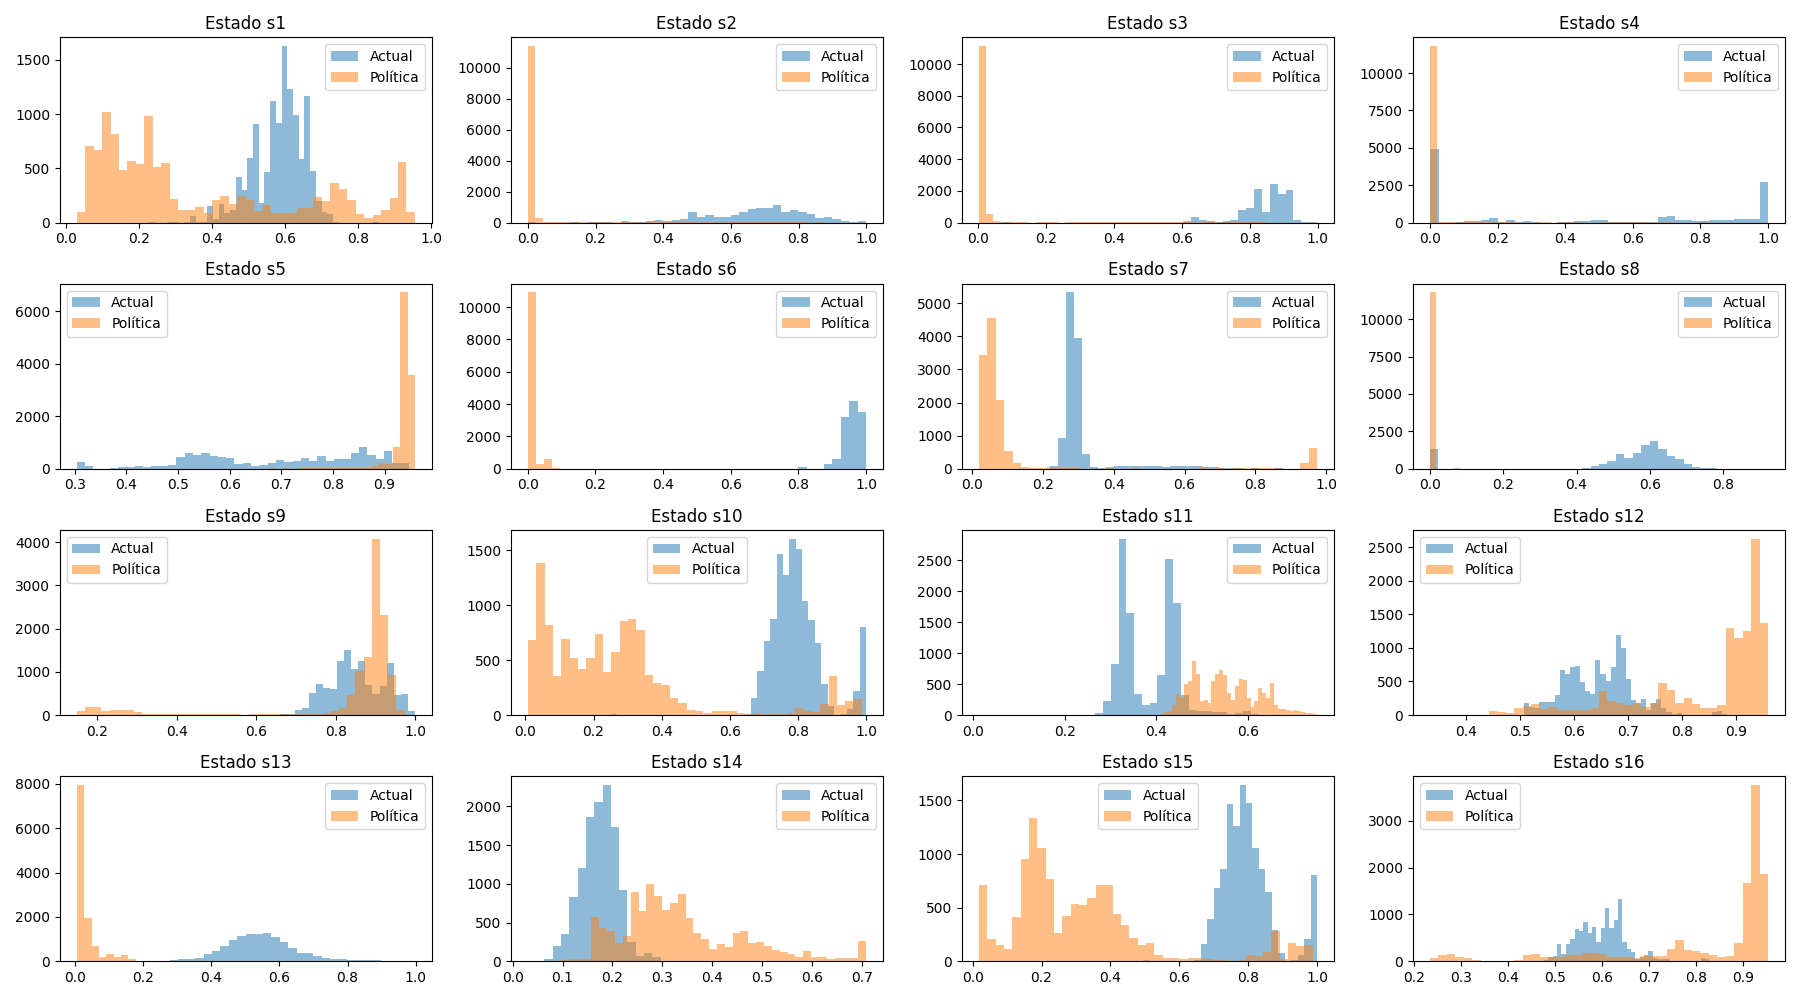 Estado s1
Actual
Política
1500
1000
500
0
0.0 0.2 0.4 0.6 0.8 1.0
Estado s2
Actual
Política
10000
8000
6000
4000
2000
0
0.0 0.2 0.4 0.6 0.8 1.0
Estado s3
Actual
Política
10000
8000
6000
4000
2000
0
0.0 0.2 0.4 0.6 0.8 1.0
Estado s4
Actual
Política
10000
7500
5000
2500
0
0.0 0.2 0.4 0.6 0.8 1.0
Estado s5
Actual
Política
6000
4000
2000
0
0.3 0.4 0.5 0.6 0.7 0.8 0.9
Estado s6
Actual
Política
10000
8000
6000
4000
2000
0
0.0 0.2 0.4 0.6 0.8 1.0
Estado s7
Actual
Política
5000
4000
3000
2000
1000
0
0.0 0.2 0.4 0.6 0.8 1.0
Estado s8
Actual
Política
10000
7500
5000
2500
0
0.0 0.2 0.4 0.6 0.8
Estado s9
Actual
Política
4000
3000
2000
1000
0
0.2 0.4 0.6 0.8 1.0
Estado s10
Actual
Política
1500
1000
500
0
0.0 0.2 0.4 0.6 0.8 1.0
Estado s11
Actual
Política
2500
2000
1500
1000
500
0
0.0 0.2 0.4 0.6
Estado s12
Actual
Política
2500
2000
1500
1000
500
0
0.4 0.5 0.6 0.7 0.8 0.9
Estado s13
Actual
Política
8000
6000
4000
2000
0
0.0 0.2 0.4 0.6 0.8 1.0
Estado s14
Actual
Política
2000
1500
1000
500
0
0.0 0.1 0.2 0.3 0.4 0.5 0.6 0.7
Estado s15
Actual
Política
1500
1000
500
0
0.0 0.2 0.4 0.6 0.8 1.0
Estado s16
Actual
Política
3000
2000
1000
0
0.2 0.3 0.4 0.5 0.6 0.7 0.8 0.9